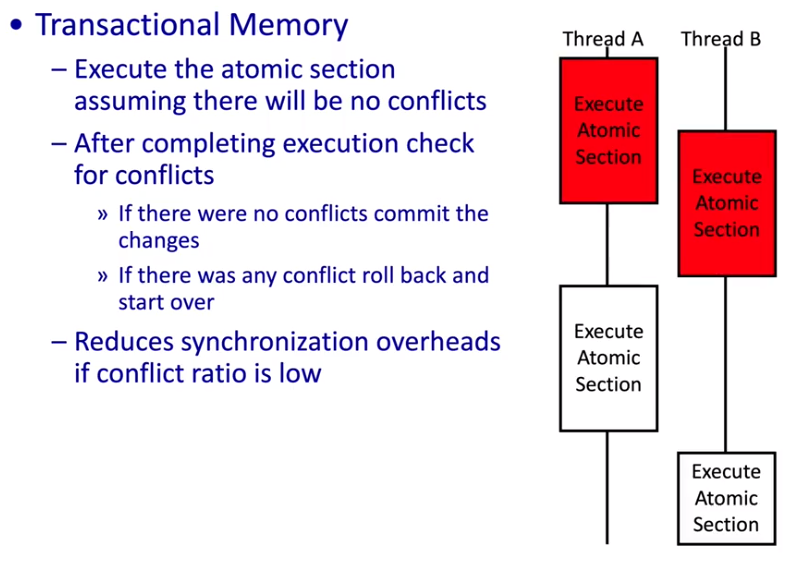 • Transactional Memory
– Execute the atomic section
assuming there will be no conflicts
– After completing execution check
for conflicts
» If there were no conflicts commit the
changes
» If there was any conflict roll back and
start over
– Reduces synchronization overheads
if conflict ratio is low
Thread A
Thread B
Execute
Atomic
Section
Execute
Atomic
Section
Execute
Atomic
Section
Execute
Atomic
Section